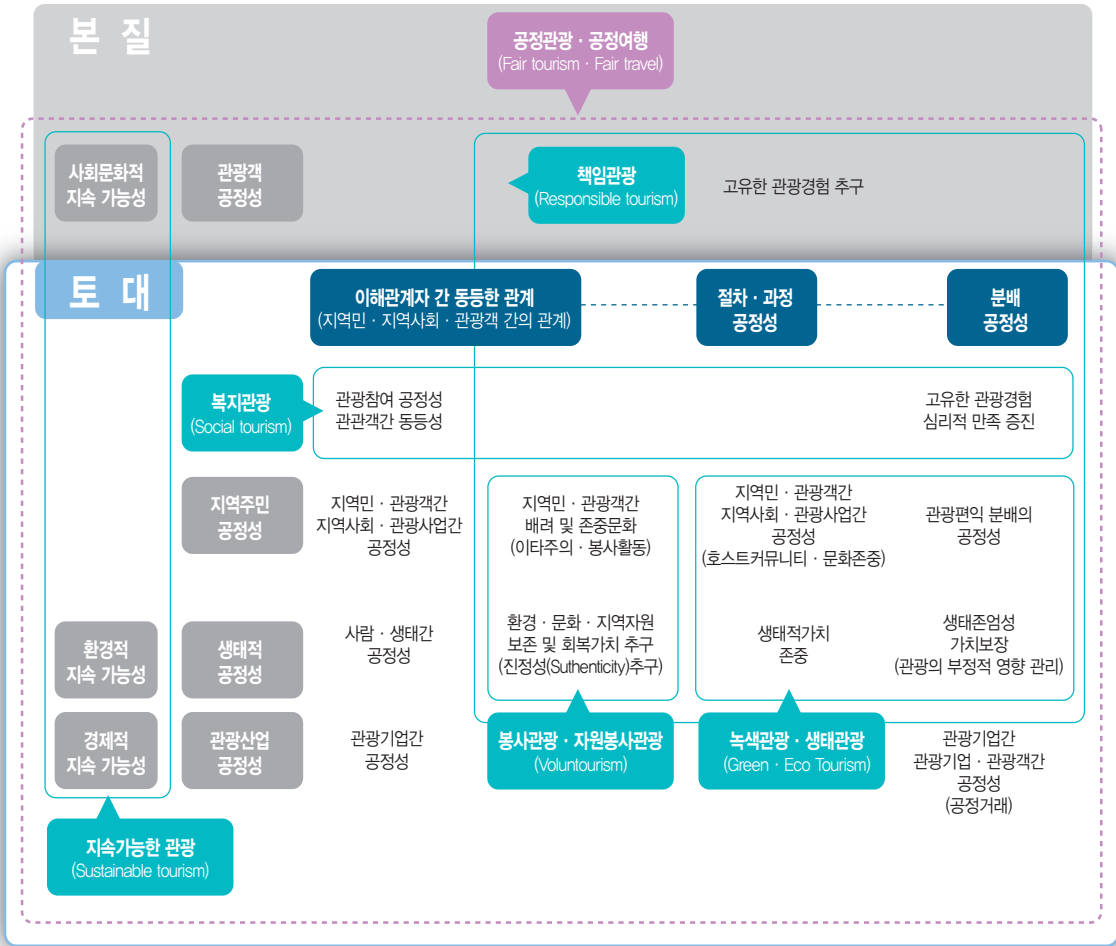 본 질
공정관광 · 공정여행
(Fair tourism · Fair travel)
사회문화적
지속 가능성
관광객
공정성
책임관광
(Responsible tourism)
고유한 관광경험 추구
토 대
이해관계자 간 동등한 관계
(지역민 · 지역사회 · 관광객 간의 관계)
절차 · 과정
공정성
분배
공정성
복지관광
(Social tourism)
관광참여 공정성
관관객간 동등성
고유한 관광경험
심리적 만족 증진
지역주민
공정성
지역민 · 관광객간
지역사회 · 관광사업간
공정성
지역민 · 관광객간
배려 및 존중문화
(이타주의 · 봉사활동)
지역민 · 관광객간
지역사회 · 관광사업간
공정성
(호스트커뮤니티 · 문화존중)
관광편익 분배의
공정성
환경적
지속 가능성
생태적
공정성
사람 · 생태간
공정성
환경 · 문화 · 지역자원
보존 및 회복가치 추구
(진정성(Suthenticity)추구)
생태적가치
존중
생태존엄성
가치보장
(관광의 부정적 영향 관리)
경제적
지속 가능성
관광산업
공정성
관광기업간
공정성
봉사관광 · 자원봉사관광
(Voluntourism)
녹색관광 · 생태관광
(Green · Eco Tourism)
관광기업간
관광기업 · 관광객간
공정성
(공정거래)
지속가능한 관광
(Sustainable tourism)